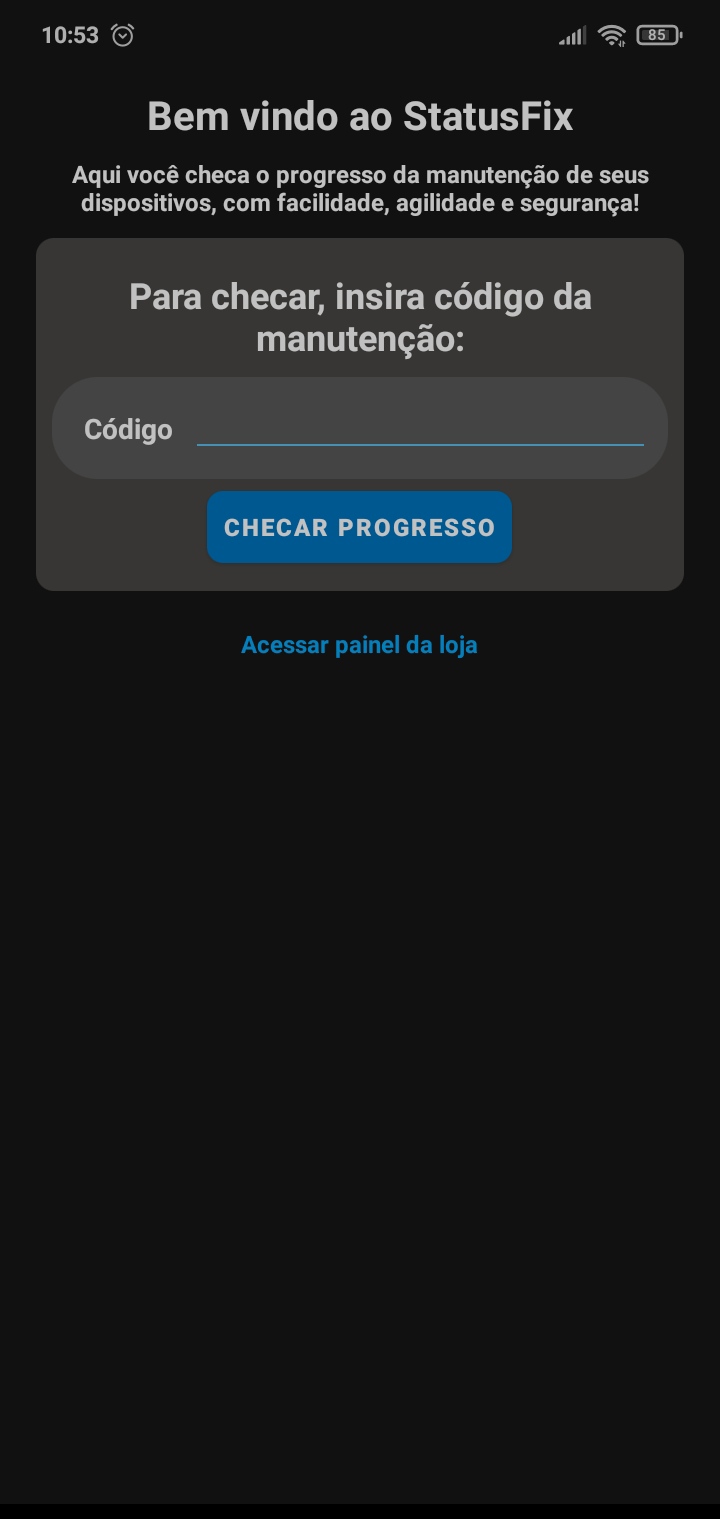 10:53
85
Bem vindo ao StatusFix
Aqui você checa o progresso da manutenção de seus
dispositivos, com facilidade, agilidade e segurança!
Para checar, insira código da
manutenção:
Código
CHECAR PROGRESSO
Acessar painel da loja